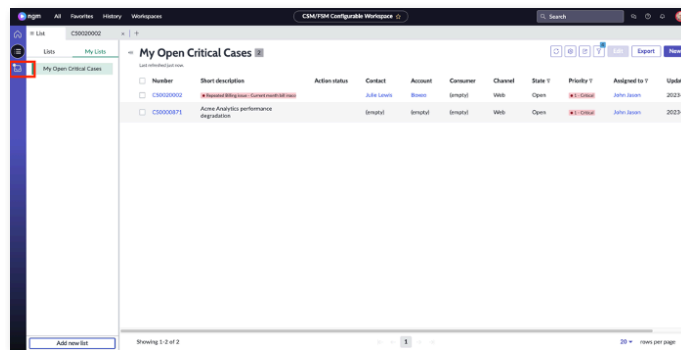 ngm All Favorites History Workspaces CSM/FSM Configurable Workspace Search
List CS0020002
Lists My Lists
My Open Critical Cases
My Open Critical Cases 2
Last refreshed just now.
Edit Export New
Number Short description Action status Contact Account Consumer Channel State Priority Assigned to Upda
CS0020002 Repeated Billing Issue - Current month bill Julie Lewis Boxeo (empty) Web Open 1 - Critical John Jason 2023-
CS0000871 Acme Analytics performance degradation (empty) (empty) (empty) Web Open 1 - Critical John Jason 2023-
Add new list
Showing 1-2 of 2 1 20 rows per page